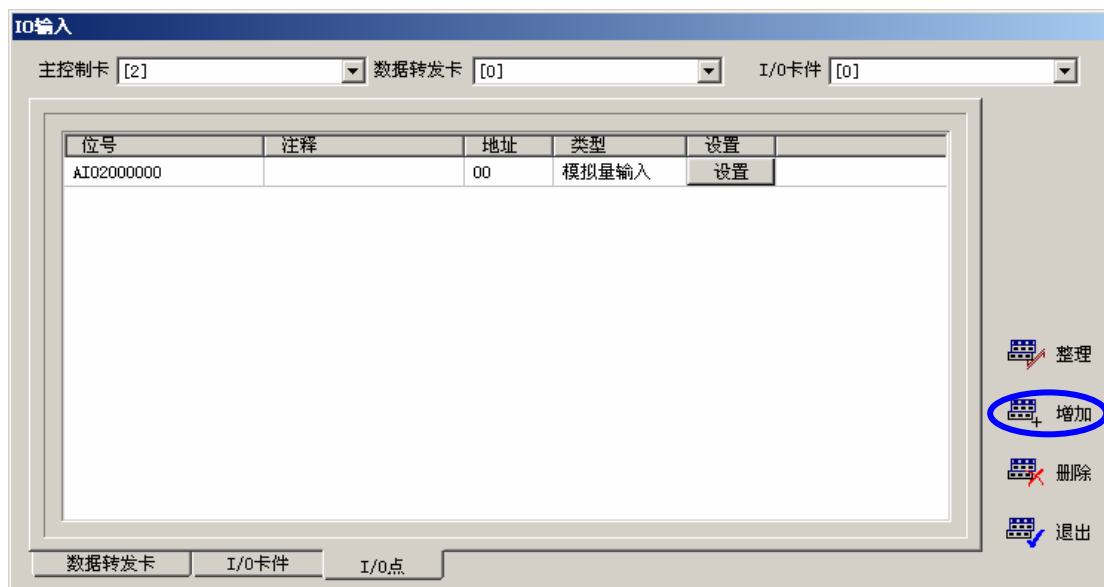 IO输入
主控制卡 [2] 数据转发卡 [0] I/O卡件 [0]
位号 注释 地址 类型 设置
AI02000000 00 模拟量输入 设置
整理
增加
删除
退出
数据转发卡 I/O卡件 I/O点